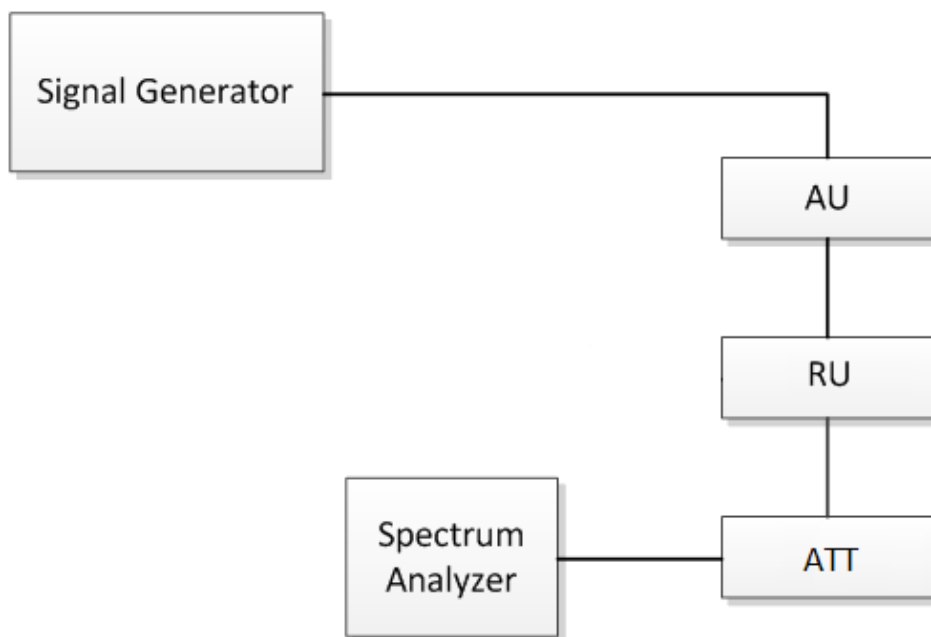 Signal Generator
AU
RU
Spectrum
Analyzer
ATT